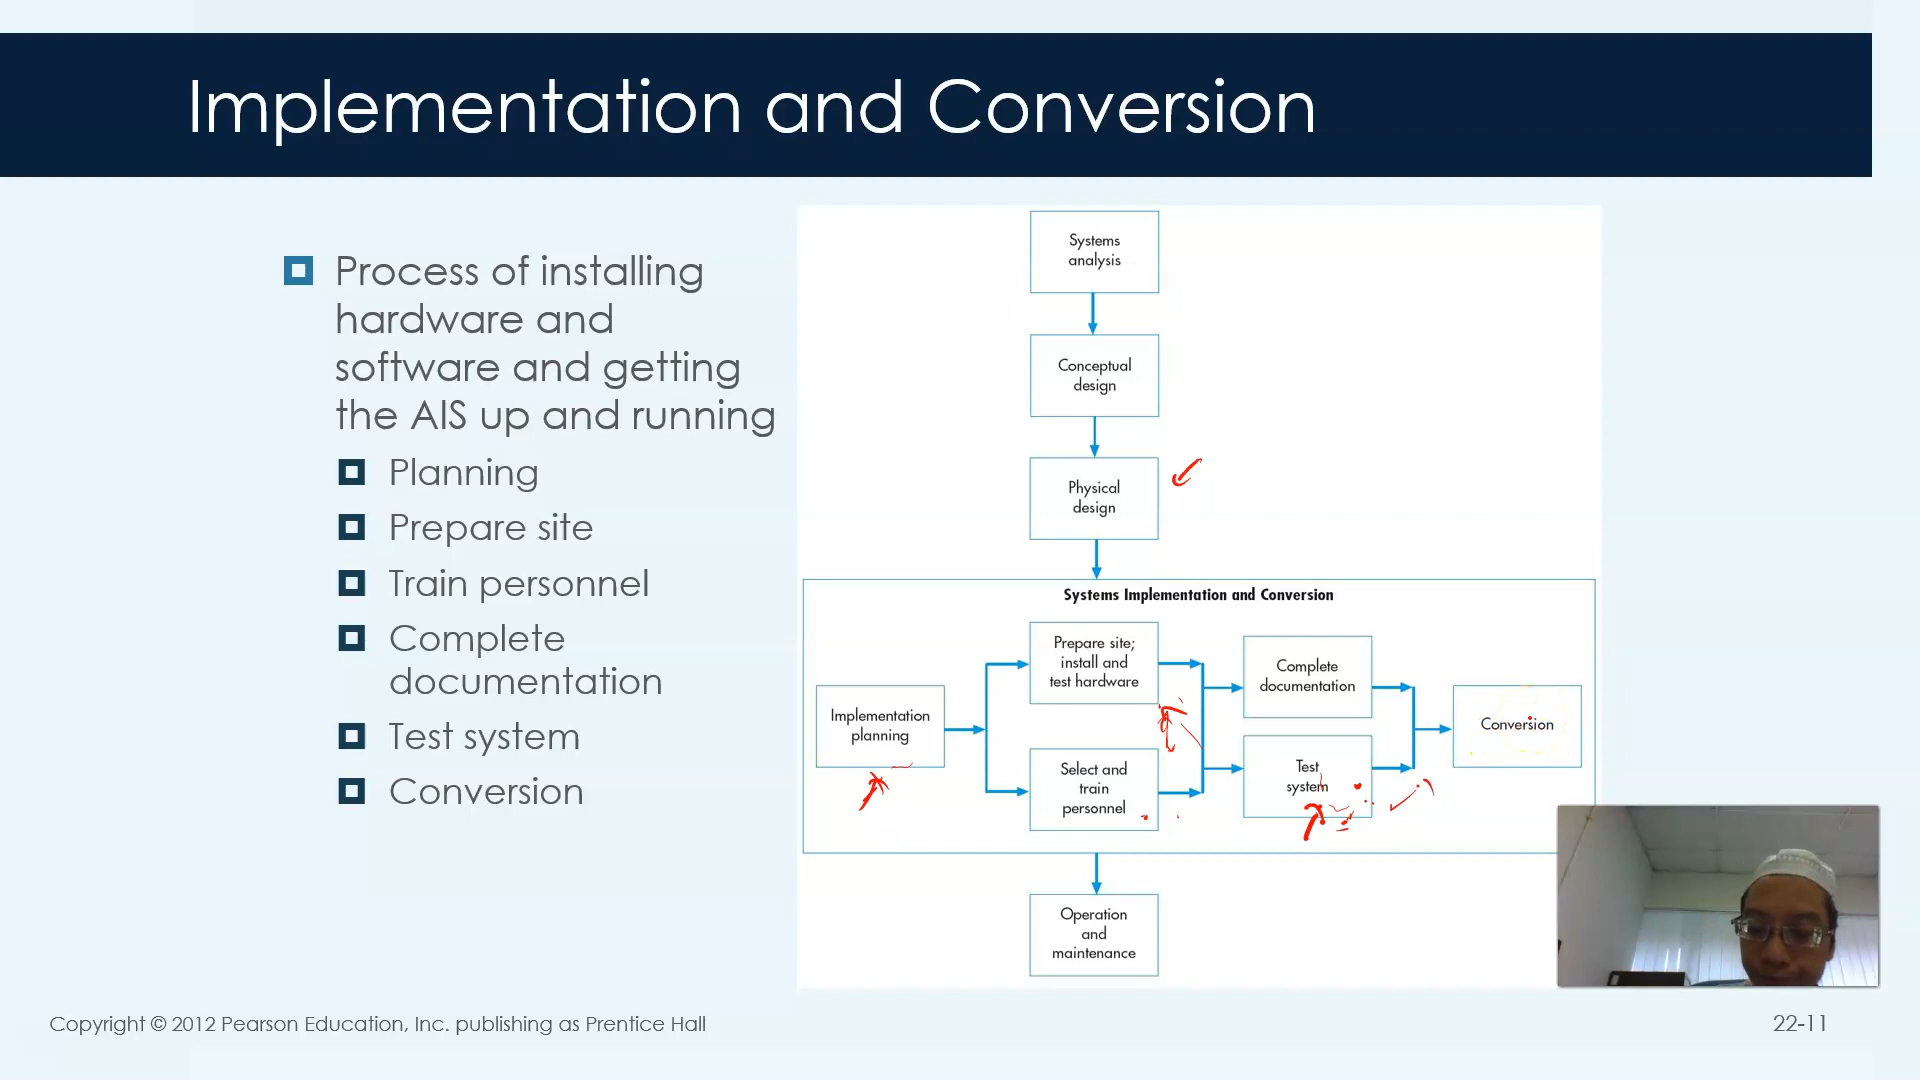 Implementation and Conversion
Process of installing
hardware and
software and getting
the AIS up and running
Planning
Prepare site
Train personnel
Complete
documentation
Test system
Conversion
Systems
analysis
Conceptual
design
Physical
design
Systems Implementation and Conversion
Implementation
planning
Prepare site;
install and
test hardware
Select and
train
personnel
Complete
documentation
Test
system
Conversion
Operation
and
maintenance
Copyright © 2012 Pearson Education, Inc. publishing as Prentice Hall
22-11